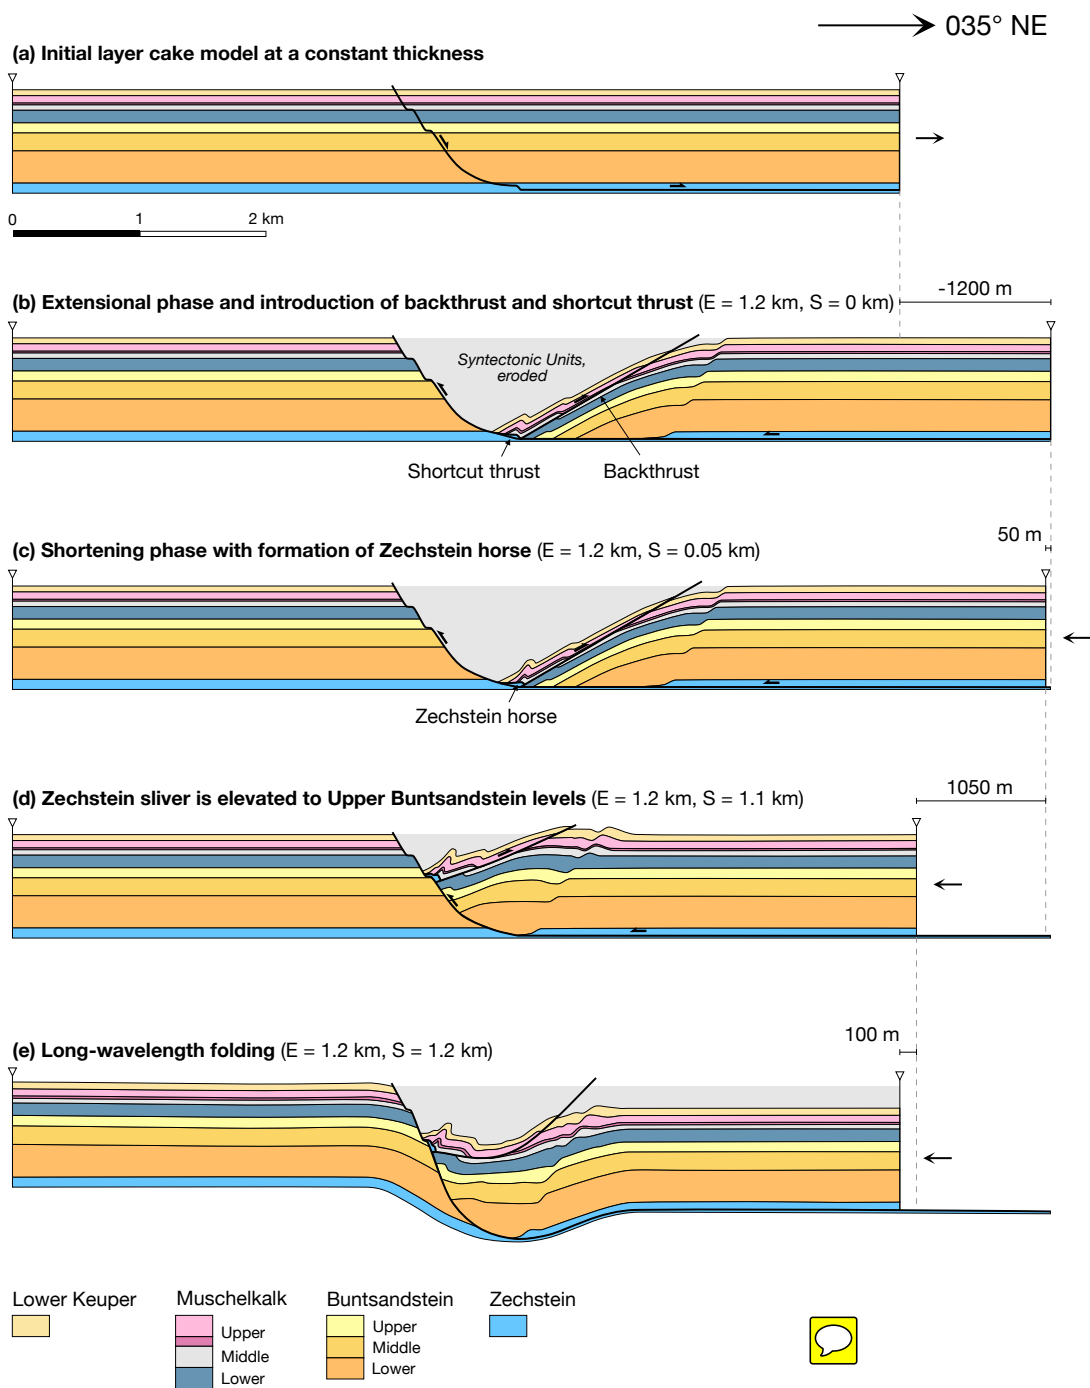 035° NE
(a) Initial layer cake model at a constant thickness
0 1 2 km
(b) Extensional phase and introduction of backthrust and shortcut thrust (E = 1.2 km, S = 0 km)
-1200 m
Syntectonic Units,
eroded
Shortcut thrust
Backthrust
50 m
(c) Shortening phase with formation of Zechstein horse (E = 1.2 km, S = 0.05 km)
Zechstein horse
(d) Zechstein sliver is elevated to Upper Buntsandstein levels (E = 1.2 km, S = 1.1 km)
1050 m
(e) Long-wavelength folding (E = 1.2 km, S = 1.2 km)
100 m
Lower Keuper
Muschelkalk
Upper
Middle
Lower
Buntsandstein
Upper
Middle
Lower
Zechstein